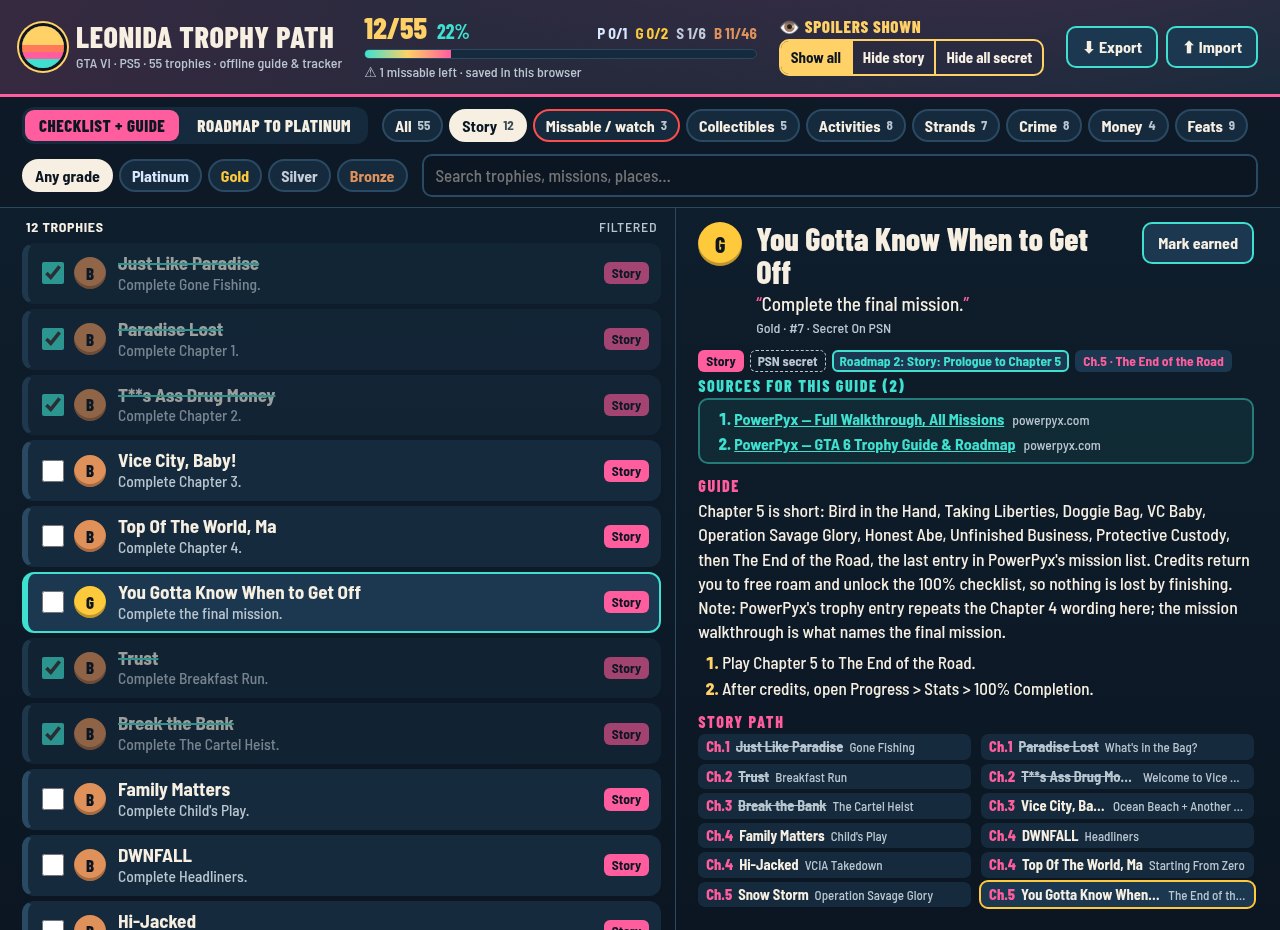 LEONIDA TROPHY PATH
GTA VI · PS5 · 55 trophies · offline guide & tracker
12/55 22%
P 0/1 G 0/2 S 1/6 B 11/46
⚠ 1 missable left · saved in this browser
👁 SPOILERS SHOWN
Show all Hide story Hide all secret
⬇ Export ⬆ Import
CHECKLIST + GUIDE ROADMAP TO PLATINUM
All 55 Story 12 Missable / watch 3 Collectibles 5 Activities 8 Strands 7 Crime 8 Money 4 Feats 9
Any grade Platinum Gold Silver Bronze
Search trophies, missions, places...
12 TROPHIES FILTERED
B Just Like Paradise
Complete Gone Fishing.
Story
B Paradise Lost
Complete Chapter 1.
Story
B T**s Ass Drug Money
Complete Chapter 2.
Story
B Vice City, Baby!
Complete Chapter 3.
Story
B Top Of The World, Ma
Complete Chapter 4.
Story
G You Gotta Know When to Get Off
Complete the final mission.
Story
B Trust
Complete Breakfast Run.
Story
B Break the Bank
Complete The Cartel Heist.
Story
B Family Matters
Complete Child's Play.
Story
B DWNFALL
Complete Headliners.
Story
Hi-Jacked
G You Gotta Know When to Get
Off
"Complete the final mission."
Gold · #7 · Secret On PSN
Mark earned
Story PSN secret Roadmap 2: Story: Prologue to Chapter 5 Ch.5 · The End of the Road
SOURCES FOR THIS GUIDE (2)
1. PowerPyx — Full Walkthrough, All Missions powerpyx.com
2. PowerPyx — GTA 6 Trophy Guide & Roadmap powerpyx.com
GUIDE
Chapter 5 is short: Bird in the Hand, Taking Liberties, Doggie Bag, VC Baby,
Operation Savage Glory, Honest Abe, Unfinished Business, Protective Custody,
then The End of the Road, the last entry in PowerPyx's mission list. Credits return
you to free roam and unlock the 100% checklist, so nothing is lost by finishing.
Note: PowerPyx's trophy entry repeats the Chapter 4 wording here; the mission
walkthrough is what names the final mission.
1. Play Chapter 5 to The End of the Road.
2. After credits, open Progress > Stats > 100% Completion.
STORY PATH
Ch.1 Just Like Paradise Gone Fishing
Ch.1 Paradise Lost What's in the Bag?
Ch.2 Trust Breakfast Run
Ch.2 T**s Ass Drug Mo... Welcome to Vice ...
Ch.3 Break the Bank The Cartel Heist
Ch.3 Vice City, Ba... Ocean Beach + Another ...
Ch.4 Family Matters Child's Play
Ch.4 DWNFALL Headliners
Ch.4 Hi-Jacked VCIA Takedown
Ch.4 Top Of The World, Ma Starting From Zero
Ch.5 Snow Storm Operation Savage Glory
Ch.5 You Gotta Know When... The End of th...